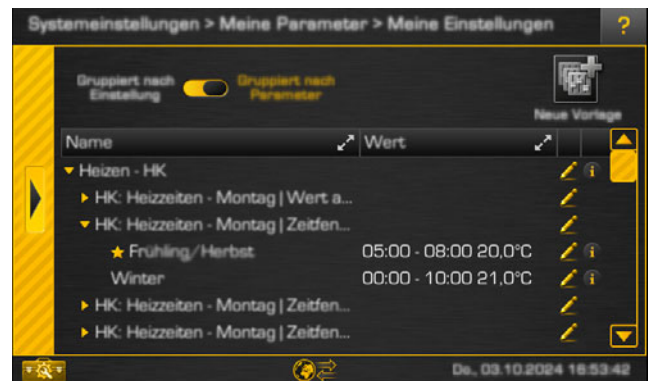 Systemeinstellungen > Meine Parameter > Meine Einstellungen
?
Gruppiert nach
Einstellung
Gruppiert nach
Parameter
Neue Vorlage
Name Wert
Heizen - HK
HK: Heizzeiten - Montag | Wert a...
HK: Heizzeiten - Montag | Zeitfen...
Frühling/Herbst 05:00 - 08:00 20,0°C
Winter 00:00 - 10:00 21,0°C
HK: Heizzeiten - Montag | Zeitfen...
HK: Heizzeiten - Montag | Zeitfen...
Do., 03.10.2024 16:53:42